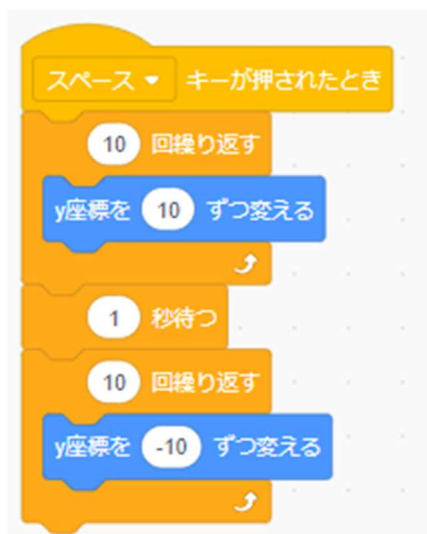 スペース キーが押されたとき
10 回繰り返す
y座標を 10 ずつ変える
1 秒待つ
10 回繰り返す
y座標を -10 ずつ変える